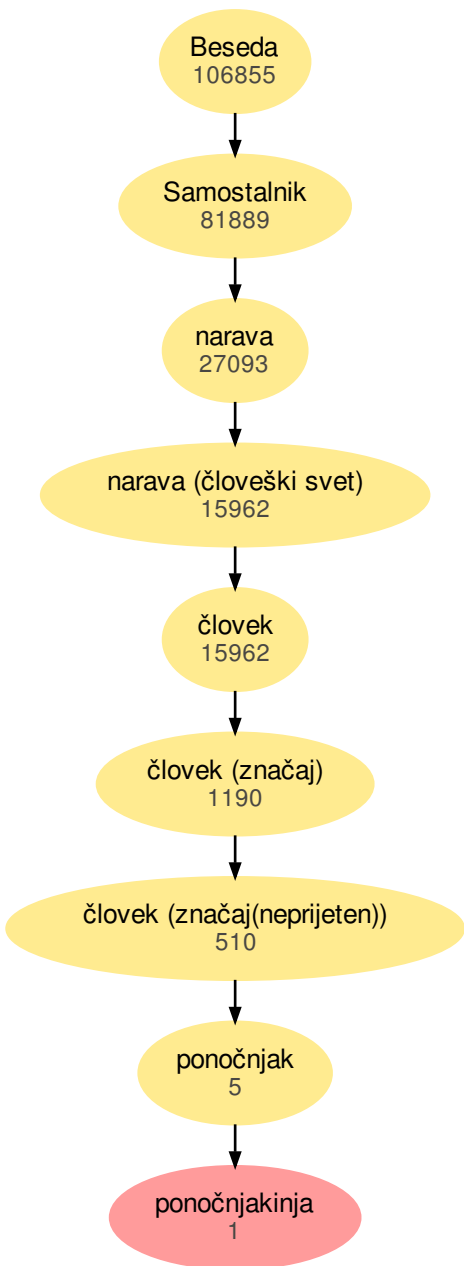 Beseda
106855
Samostalnik
81889
narava
27093
narava (človeški svet)
15962
človek
15962
človek (značaj)
1190
človek (značaj(neprijeten))
510
ponočnjak
5
ponočnjakinja
1